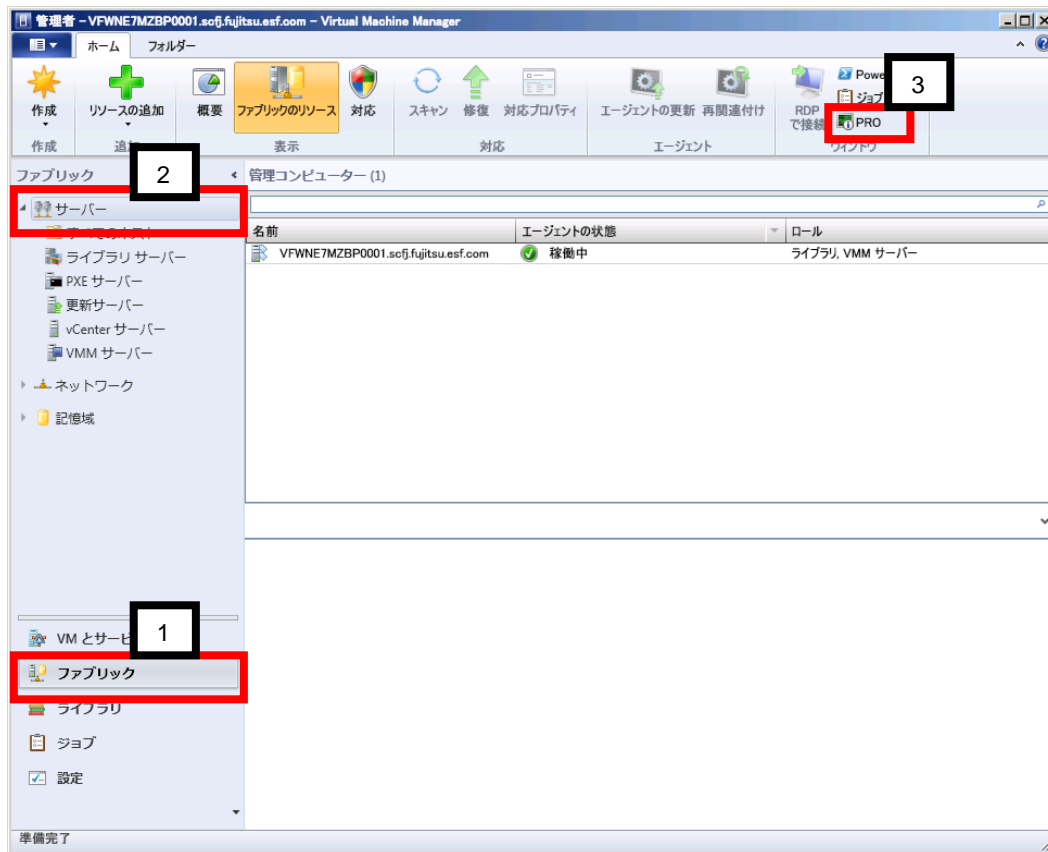 管理者 – VFWNE7MZBP0001.sofj.fujitsu.esf.com – Virtual Machine Manager
ホーム フォルダー
作成 リソースの追加 概要 ファブリックのリソース 対応 スキャン 修復 対応プロパティ エージェントの更新 再関連付け RDP で接続
ジョブ
PRO
3
作成 表示 対応 エージェント ウィンドウ
ファブリック
2
管理コンピューター (1)
サーバー
すべてのホスト
ライブラリ サーバー
PXE サーバー
更新サーバー
vCenter サーバー
VMM サーバー
ネットワーク
記憶域
名前 エージェントの状態 ロール
VFWNE7MZBP0001.sofj.fujitsu.esf.com 稼働中 ライブラリ, VMM サーバー
VM とサービ
1
ファブリック
ライブラリ
ジョブ
設定
準備完了